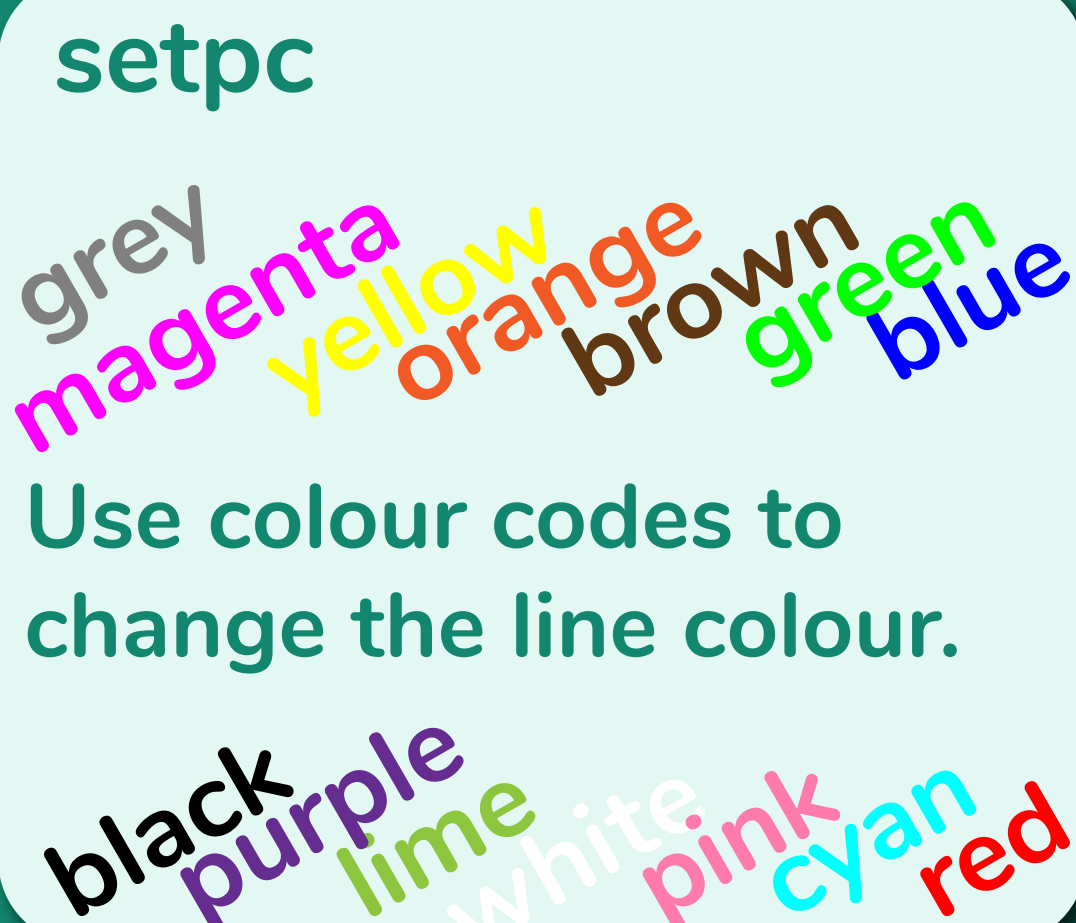 setpc
grey
magenta
yellow
orange
brown
green
blue
Use colour codes to
change the line colour.
black
purple
lime
white
pink
cyan
red